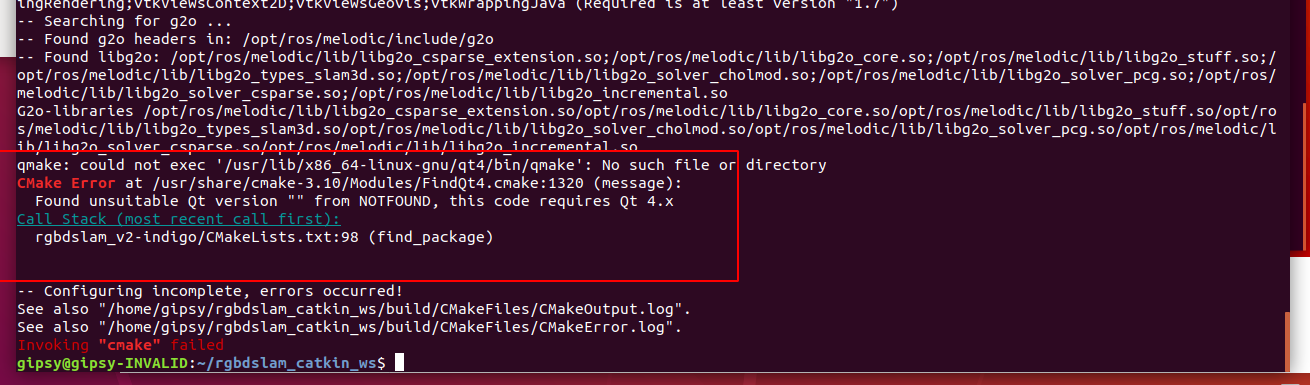 ingRendering;vtkViewsContext2D;vtkViewsGeovis;vtkWrappingJava (Required is at least version "1.7")
-- Searching for g2o ...
-- Found g2o headers in: /opt/ros/melodic/include/g2o
-- Found libg2o: /opt/ros/melodic/lib/libg2o_csparse_extension.so;/opt/ros/melodic/lib/libg2o_core.so;/opt/ros/melodic/lib/libg2o_stuff.so;/
opt/ros/melodic/lib/libg2o_types_slam3d.so;/opt/ros/melodic/lib/libg2o_solver_cholmod.so;/opt/ros/melodic/lib/libg2o_solver_pcg.so;/opt/ros/
melodic/lib/libg2o_solver_csparse.so;/opt/ros/melodic/lib/libg2o_incremental.so
G2o-libraries /opt/ros/melodic/lib/libg2o_csparse_extension.so/opt/ros/melodic/lib/libg2o_core.so/opt/ros/melodic/lib/libg2o_stuff.so/opt/ro
s/melodic/lib/libg2o_types_slam3d.so/opt/ros/melodic/lib/libg2o_solver_cholmod.so/opt/ros/melodic/lib/libg2o_solver_pcg.so/opt/ros/melodic/l
ib/libg2o_solver_csparse.so/opt/ros/melodic/lib/libg2o_incremental.so
qmake: could not exec '/usr/lib/x86_64-linux-gnu/qt4/bin/qmake': No such file or directory
CMake Error at /usr/share/cmake-3.10/Modules/FindQt4.cmake:1320 (message):
Found unsuitable Qt version "" from NOTFOUND, this code requires Qt 4.x
Call Stack (most recent call first):
rgbdslam_v2-indigo/CMakeLists.txt:98 (find_package)
-- Configuring incomplete, errors occurred!
See also "/home/gipsy/rgbdslam_catkin_ws/build/CMakeFiles/CMakeOutput.log".
See also "/home/gipsy/rgbdslam_catkin_ws/build/CMakeFiles/CMakeError.log".
Invoking "cmake" failed
gipsy@gipsy-INVALID:~/rgbdslam_catkin_ws$